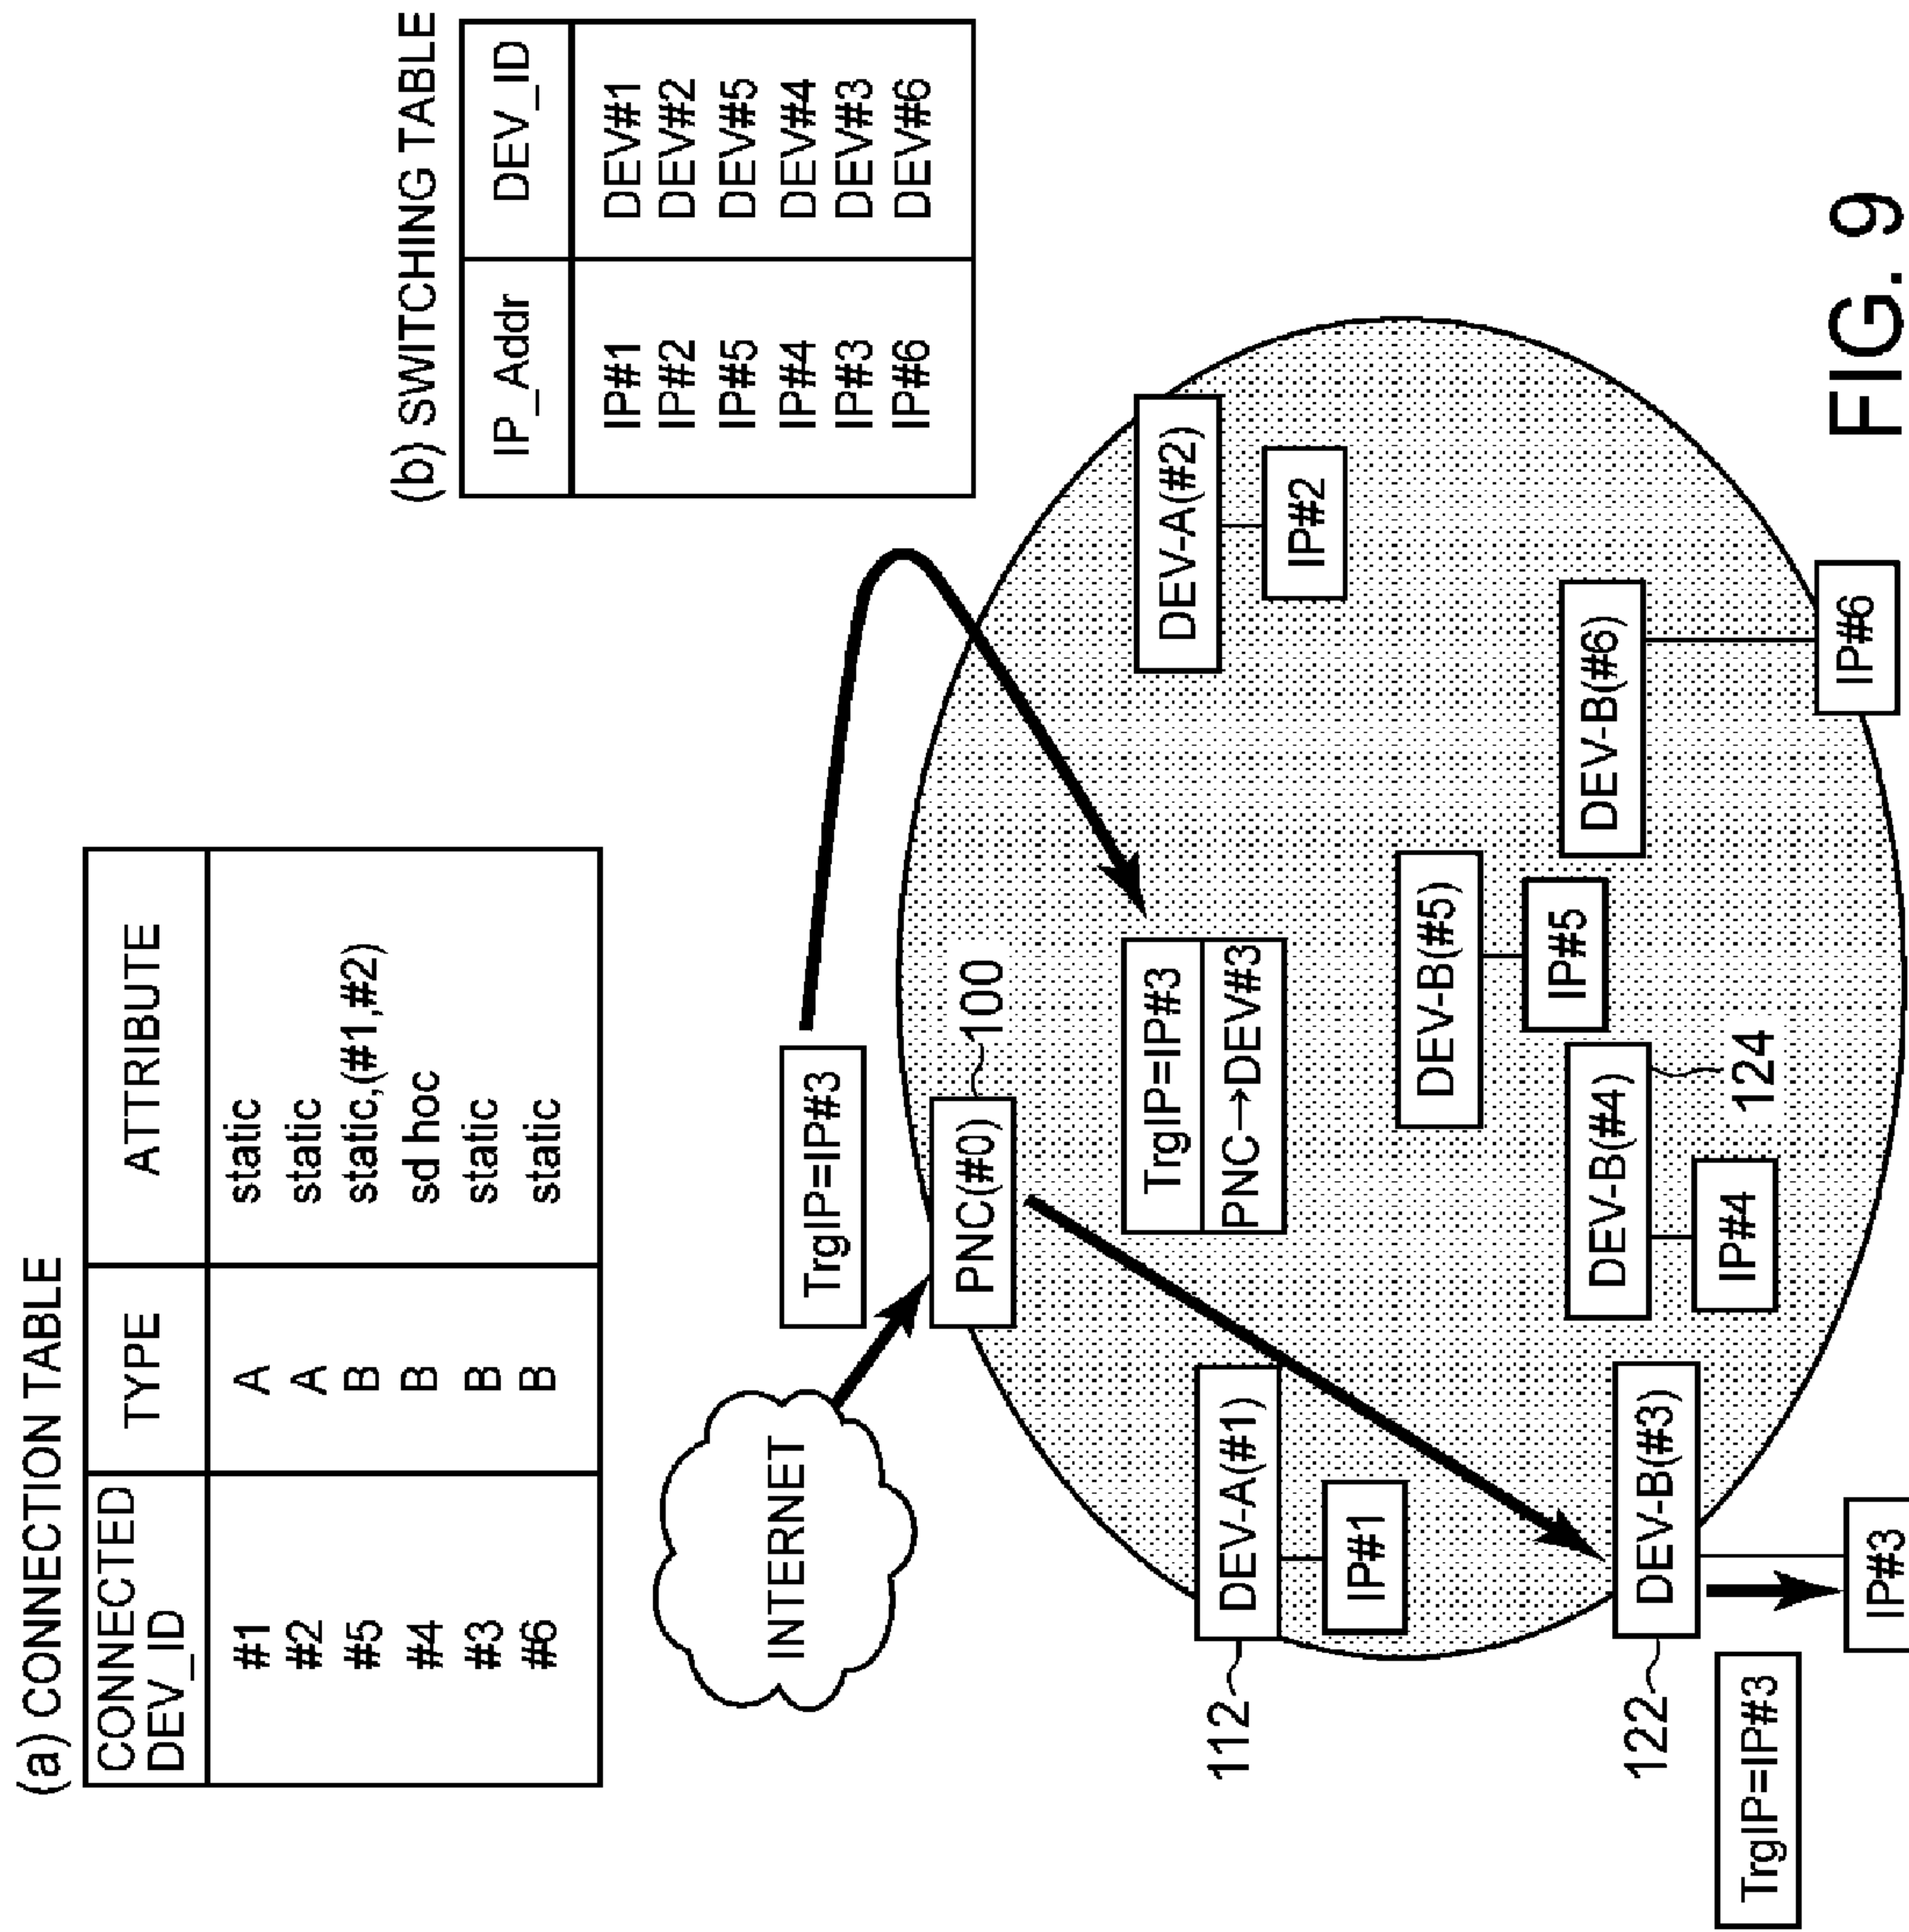 (a) CONNECTION TABLE
CONNECTED DEV_ID TYPE ATTRIBUTE
#1 A static
#2 A static
#5 B static,(#1,#2)
#4 B sd hoc
#3 B static
#6 B static
(b) SWITCHING TABLE
IP_Addr DEV_ID
IP#1 DEV#1
IP#2 DEV#2
IP#5 DEV#5
IP#4 DEV#4
IP#3 DEV#3
IP#6 DEV#6
INTERNET
TrgIP=IP#3
PNC(#0)
100
TrgIP=IP#3
PNC→DEV#3
112
DEV-A(#1)
IP#1
DEV-A(#2)
IP#2
DEV-B(#5)
IP#5
DEV-B(#4)
124
IP#4
DEV-B(#6)
IP#6
122
DEV-B(#3)
TrgIP=IP#3
IP#3
FIG. 9